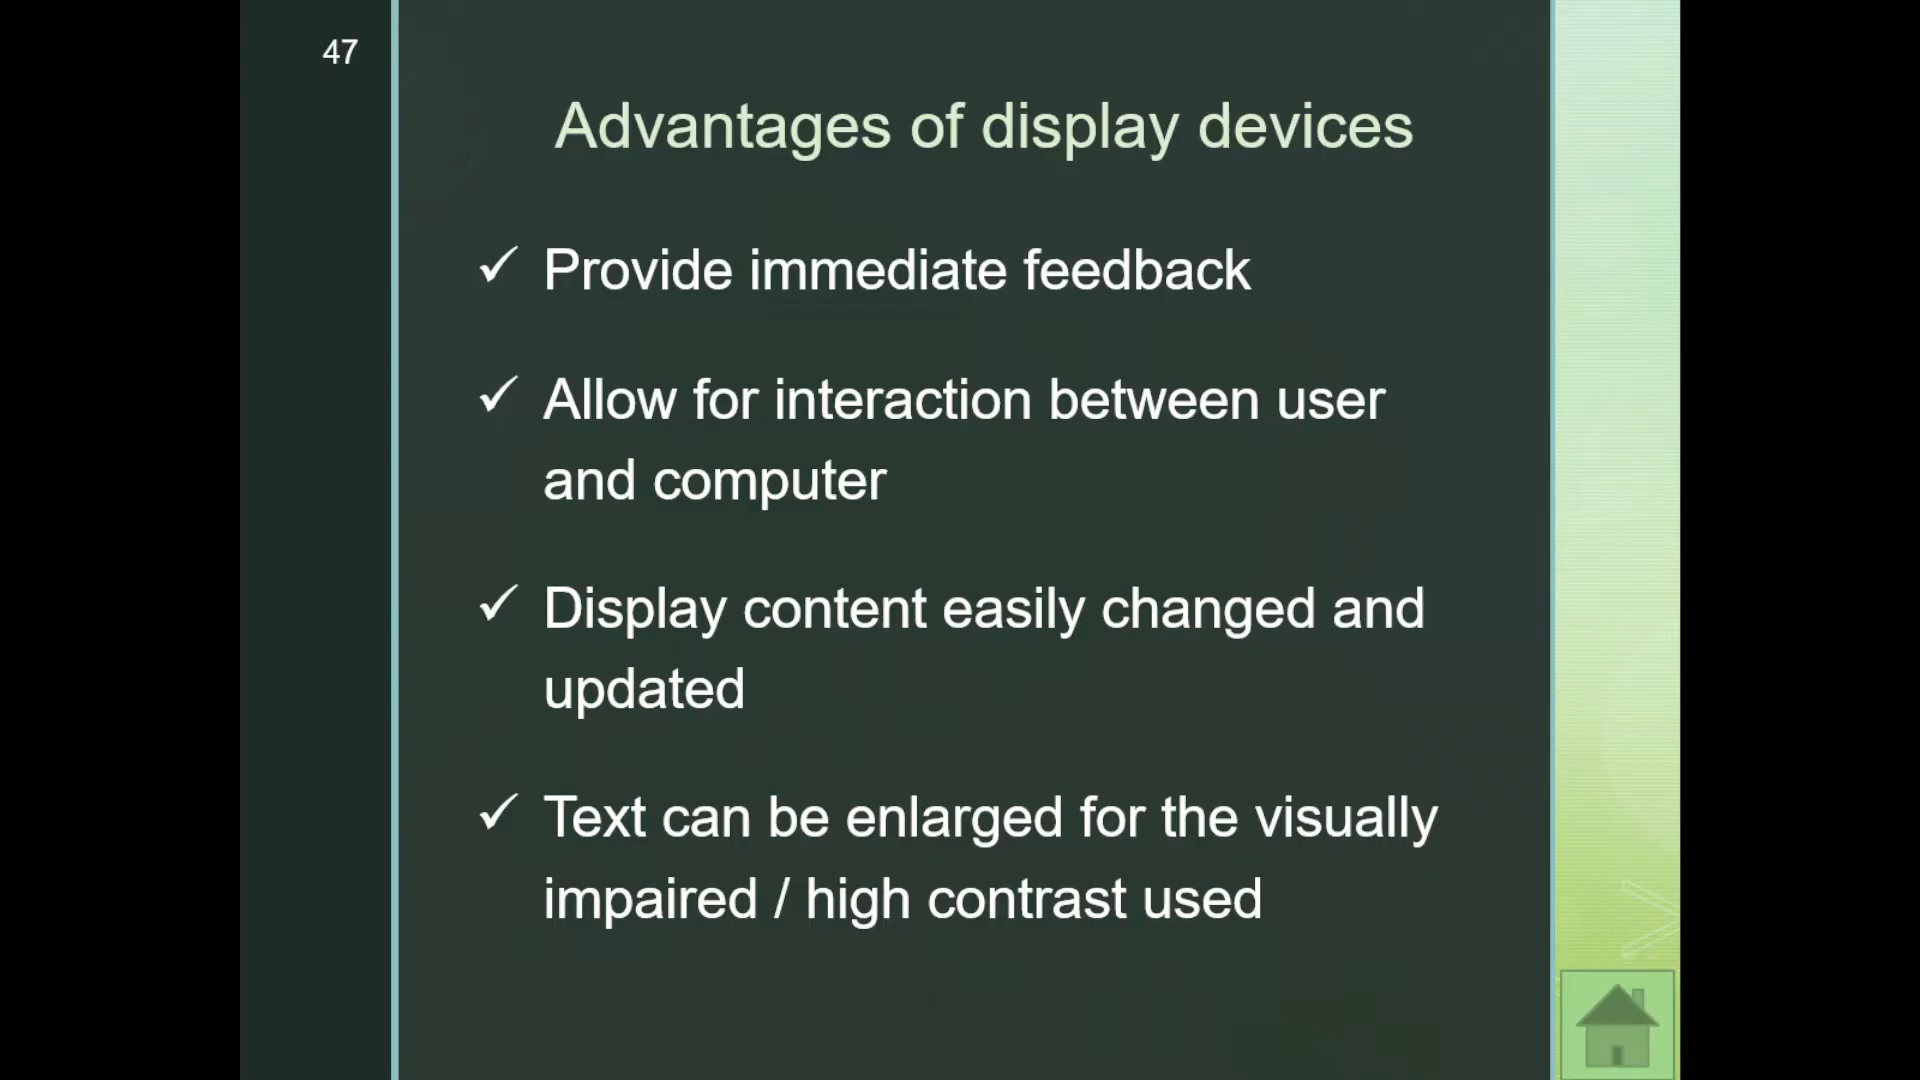 47
Advantages of display devices
✓ Provide immediate feedback
✓ Allow for interaction between user
and computer
✓ Display content easily changed and
updated
✓ Text can be enlarged for the visually
impaired / high contrast used